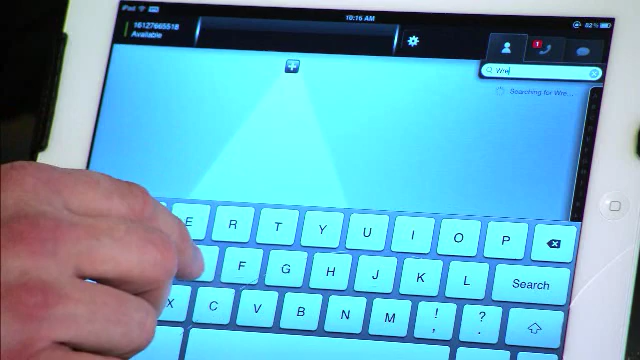 iPad
10:16 AM
82%
16127665518
Available
1
Wre
Searching for Wre...
E R T Y U I O P
F G H J K L Search
X C V B N M ! , ? .